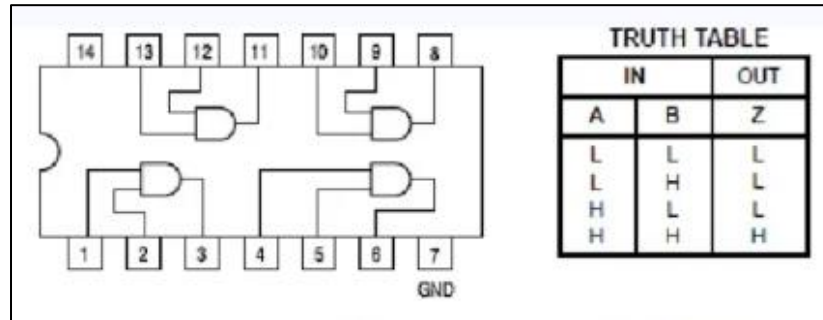 14 13 12 11 10 9 8
1 2 3 4 5 6 7
GND
TRUTH TABLE
IN OUT
A B Z
L L L
L H L
H L L
H H H